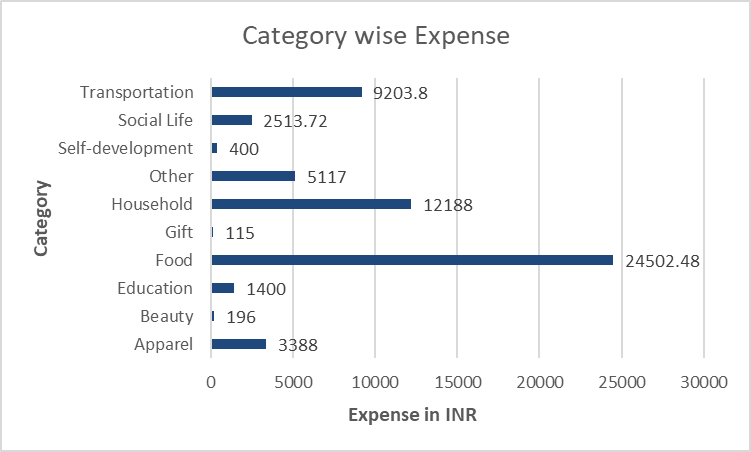 Category wise Expense
Transportation 9203.8
Social Life 2513.72
Self-development 400
Other 5117
Household 12188
Gift 115
Food 24502.48
Education 1400
Beauty 196
Apparel 3388
Category
0 5000 10000 15000 20000 25000 30000
Expense in INR